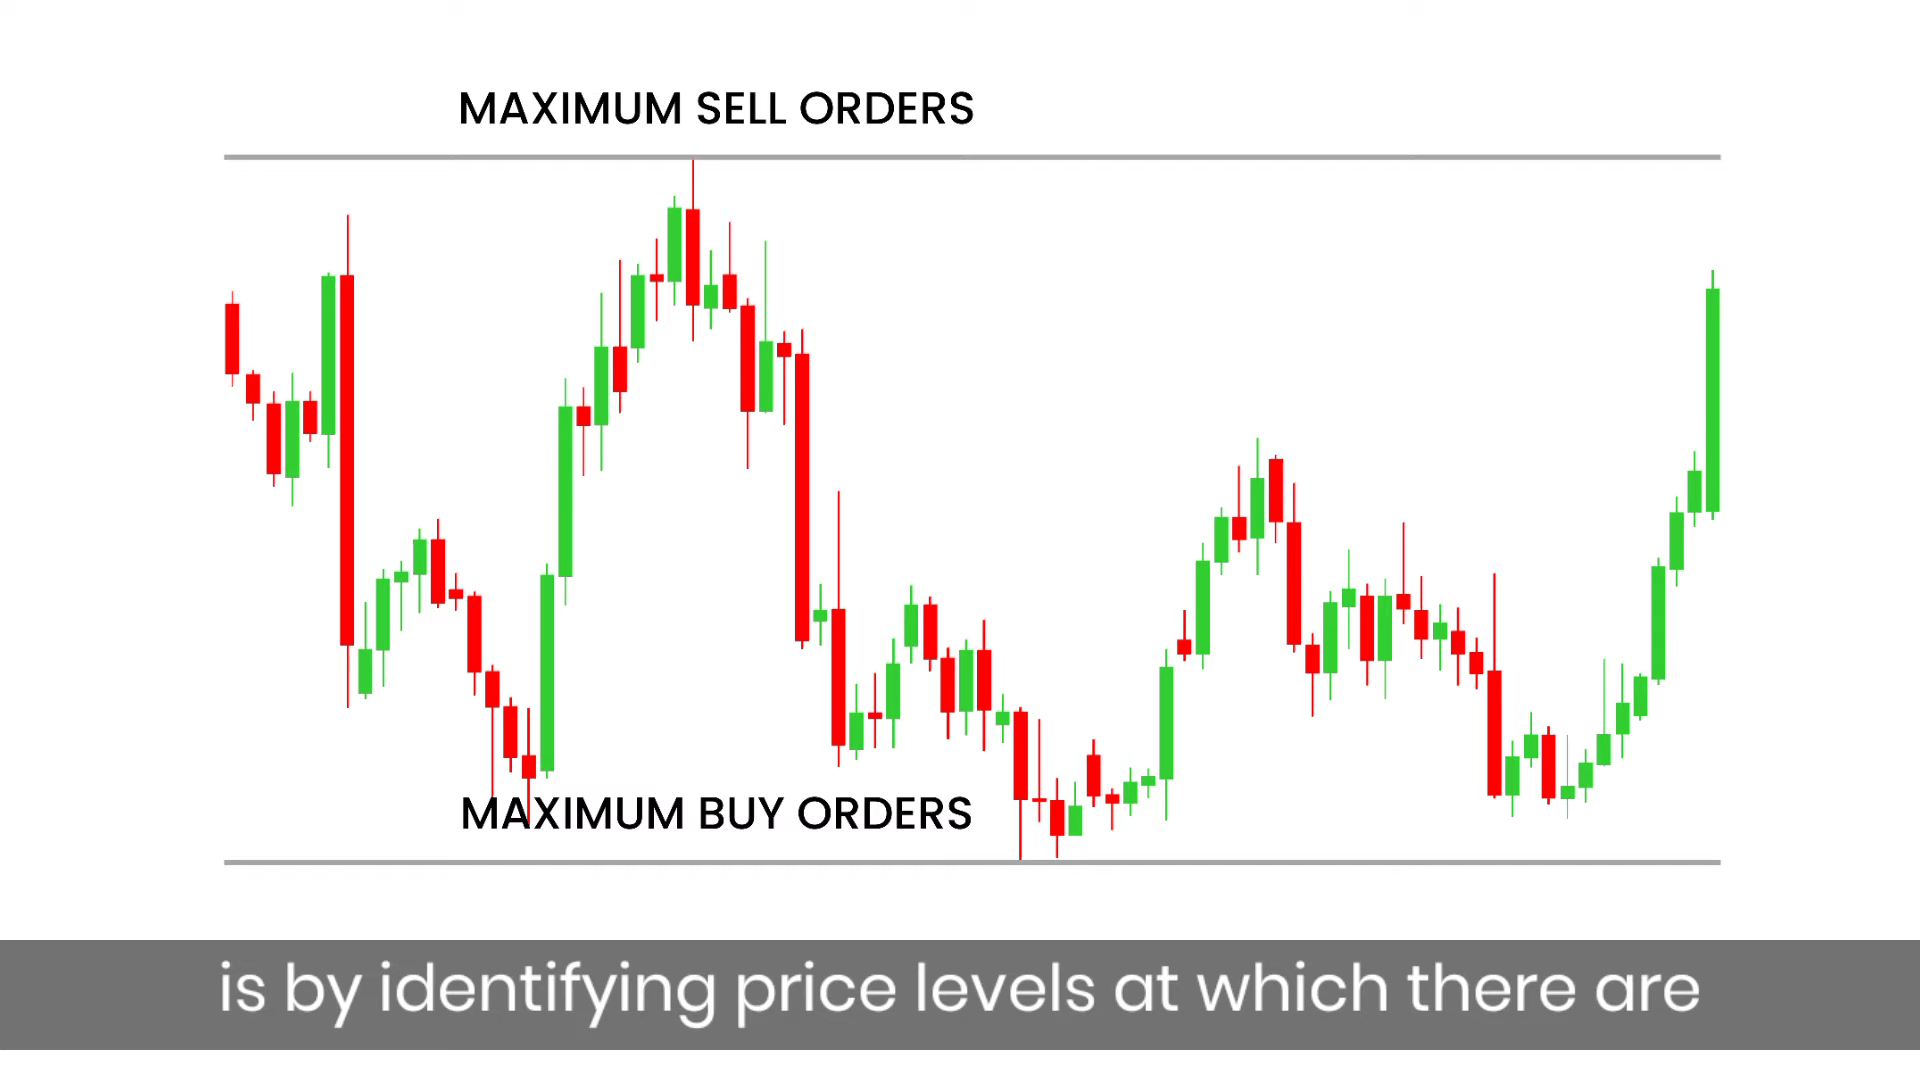 MAXIMUM SELL ORDERS
MAXIMUM BUY ORDERS
is by identifying price levels at which there are